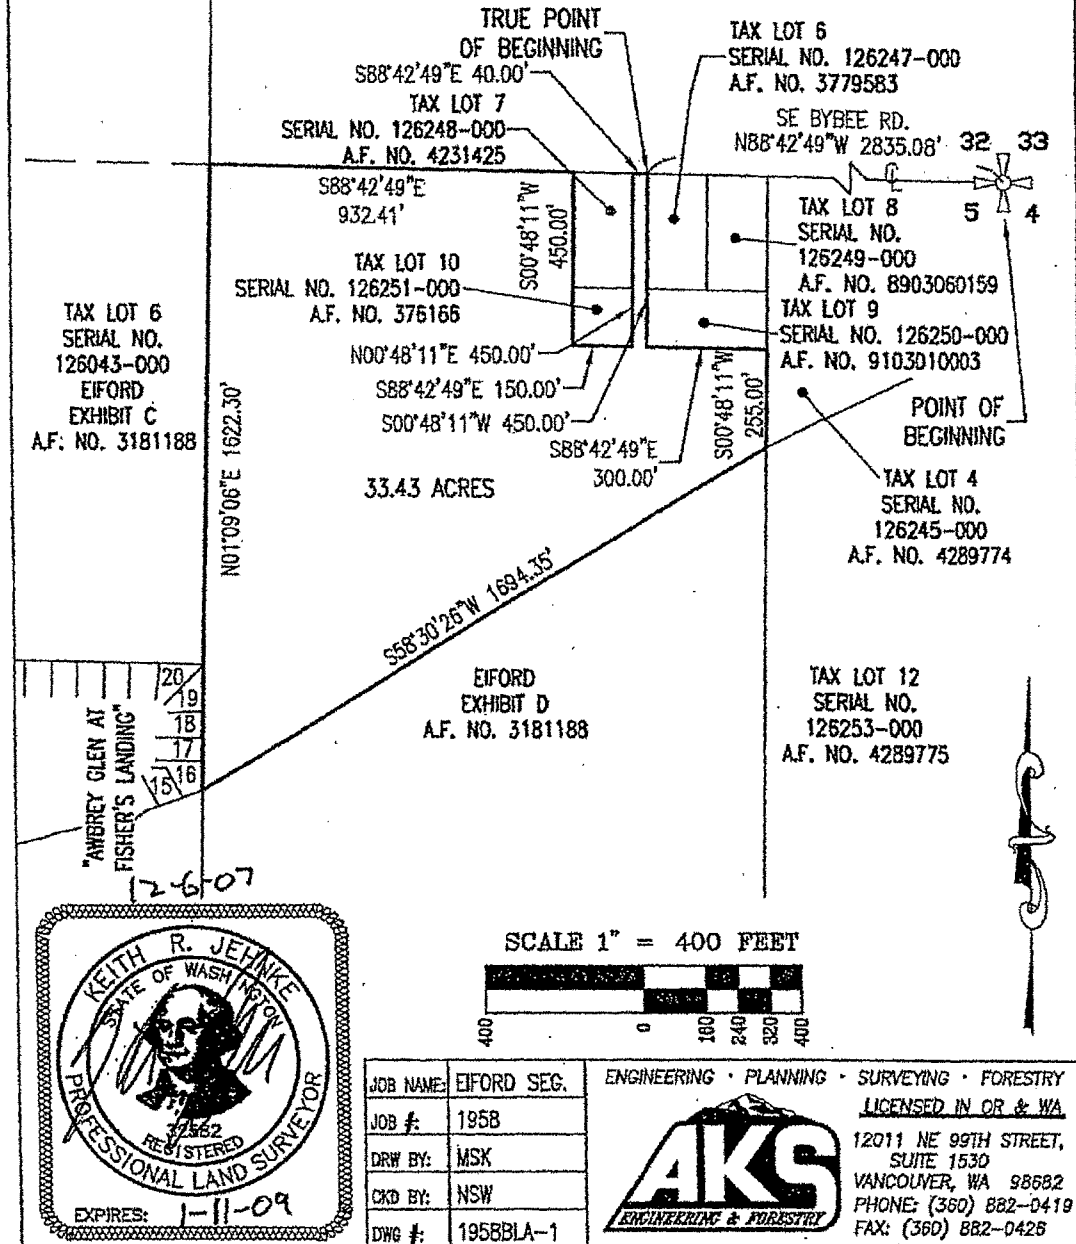 TRUE POINT
OF BEGINNING
S88°42'49"E 40.00'
TAX LOT 7
SERIAL NO. 126248-000
A.F. NO. 4231425
TAX LOT 6
SERIAL NO. 126247-000
A.F. NO. 3779583
SE BYBEE RD.
N88°42'49"W 2835.08'
32 33
5 4
S88°42'49"E
932.41'
S00°48'11"W
450.00'
TAX LOT 8
SERIAL NO.
126249-000
A.F. NO. 8903060159
TAX LOT 10
SERIAL NO. 126251-000
A.F. NO. 376166
TAX LOT 9
SERIAL NO. 126250-000
A.F. NO. 9103010003
TAX LOT 6
SERIAL NO.
126043-000
EIFORD
EXHIBIT C
A.F. NO. 3181188
N00°48'11"E 450.00'
S88°42'49"E 150.00'
S00°48'11"W 450.00'
S88°42'49"E
300.00'
S00°48'11"W
255.00'
POINT OF
BEGINNING
N01°09'06"E 1622.30'
33.43 ACRES
TAX LOT 4
SERIAL NO.
126245-000
A.F. NO. 4289774
S58°30'26"W 1694.35'
EIFORD
EXHIBIT D
A.F. NO. 3181188
TAX LOT 12
SERIAL NO.
126253-000
A.F. NO. 4289775
20
19
18
17
16
15
"AWBREY GLEN AT
FISHER'S LANDING"
12-6-07
KEITH R. JEHNKE
STATE OF WASHINGTON
32582
REGISTERED
PROFESSIONAL LAND SURVEYOR
EXPIRES: 1-11-09
SCALE 1" = 400 FEET
400 0 160 240 320 400
JOB NAME: EIFORD SEG.
JOB #: 1958
DRW BY: MSK
CKD BY: NSW
DWG #: 1958BLA-1
ENGINEERING · PLANNING · SURVEYING · FORESTRY
LICENSED IN OR & WA
AKS
ENGINEERING & FORESTRY
12011 NE 99TH STREET,
SUITE 1530
VANCOUVER, WA 98682
PHONE: (360) 882-0419
FAX: (360) 882-0426